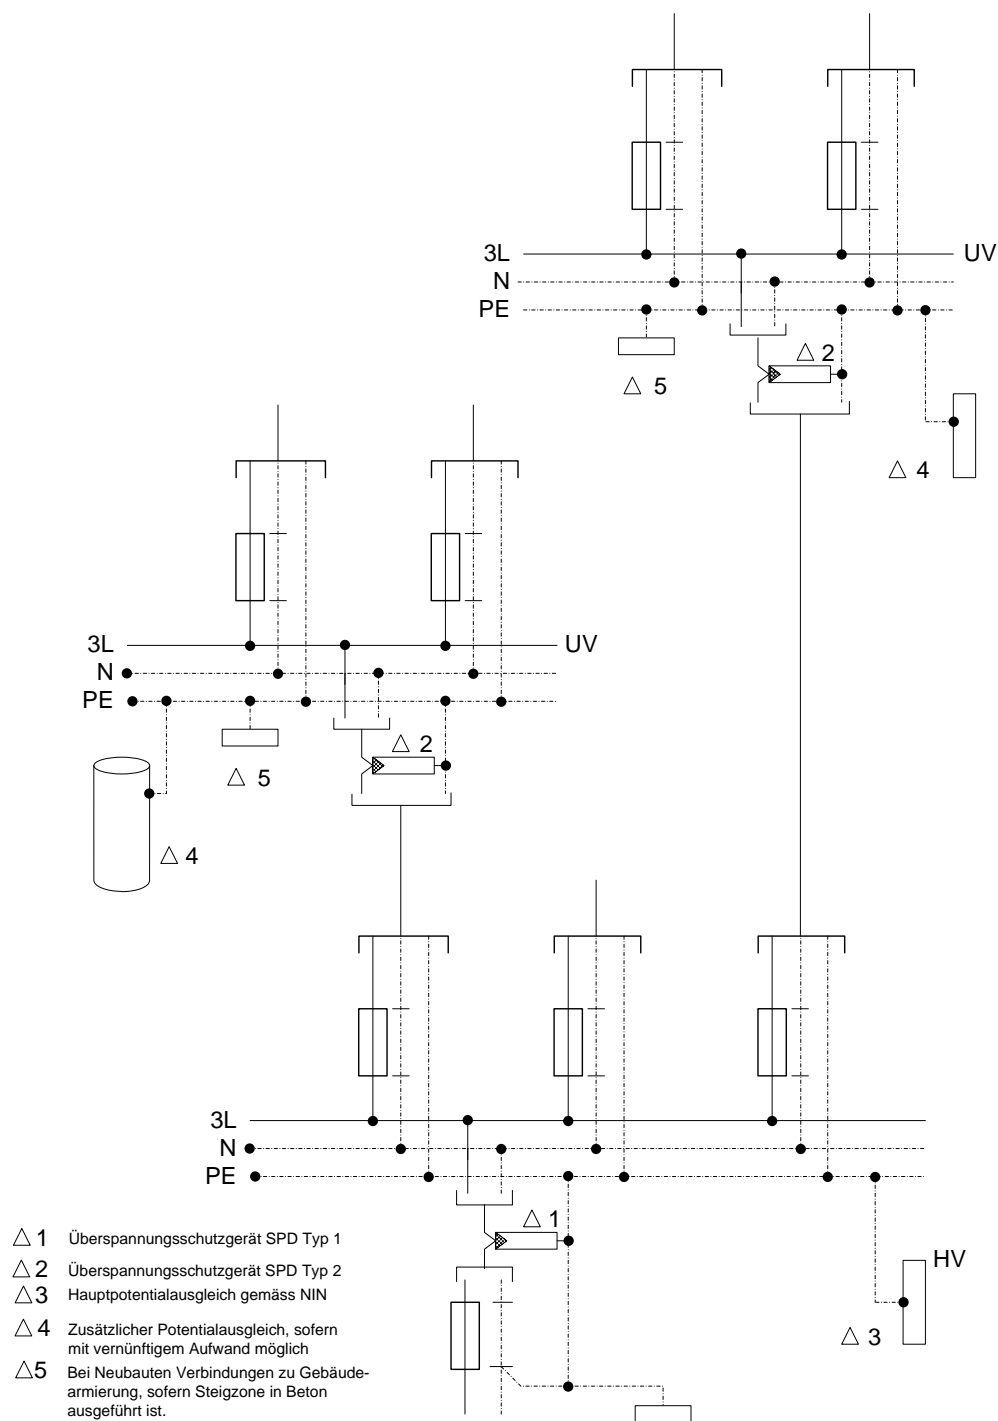 3L
UV
N
PE
△ 2
△ 5
△ 4
3L
UV
N
PE
△ 2
△ 5
△ 4
3L
N
PE
△ 1
HV
△ 3
△ 1 Überspannungsschutzgerät SPD Typ 1
△ 2 Überspannungsschutzgerät SPD Typ 2
△ 3 Hauptpotentialausgleich gemäss NIN
△ 4 Zusätzlicher Potentialausgleich, sofern
mit vernünftigem Aufwand möglich
△5 Bei Neubauten Verbindungen zu Gebäude-
armierung, sofern Steigzone in Beton
ausgeführt ist.